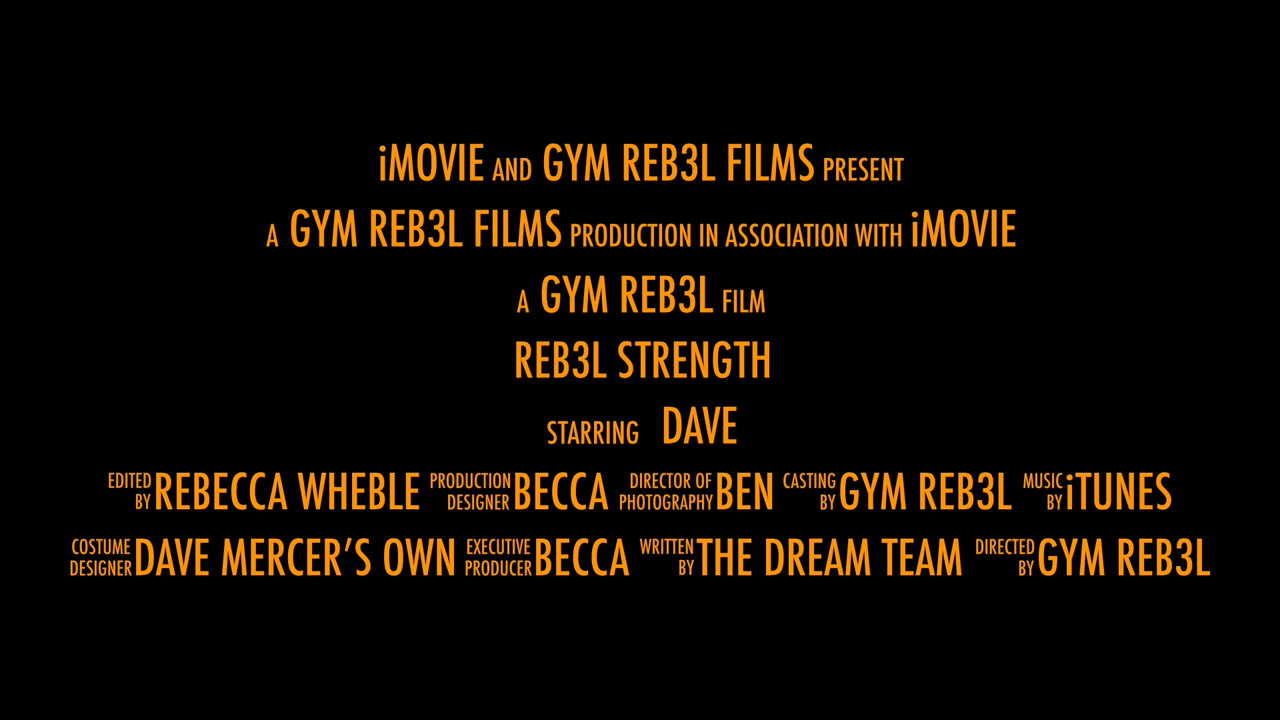 iMOVIE AND GYM REB3L FILMS PRESENT
A GYM REB3L FILMS PRODUCTION IN ASSOCIATION WITH iMOVIE
A GYM REB3L FILM
REB3L STRENGTH
STARRING DAVE
EDITED BY REBECCA WHEBLE PRODUCTION DESIGNER BECCA DIRECTOR OF PHOTOGRAPHY BEN CASTING BY GYM REB3L MUSIC BY iTUNES
COSTUME DESIGNER DAVE MERCER'S OWN EXECUTIVE PRODUCER BECCA WRITTEN BY THE DREAM TEAM DIRECTED BY GYM REB3L